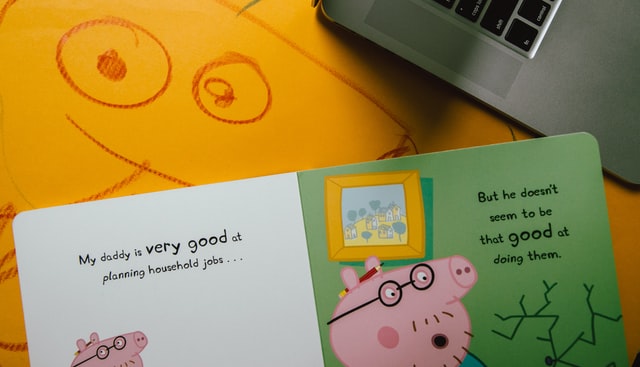 My daddy is very good at
planning household jobs . . .
But he doesn't
seem to be
that good at
doing them.